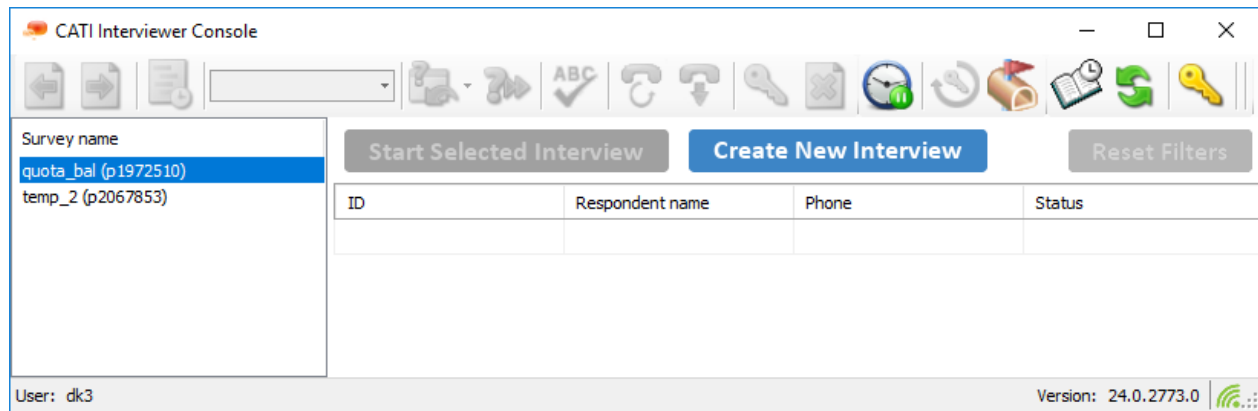 CATI Interviewer Console
ABC
Survey name
quota_bal (p1972510)
temp_2 (p2067853)
Start Selected Interview Create New Interview Reset Filters
ID Respondent name Phone Status
User: dk3 Version: 24.0.2773.0